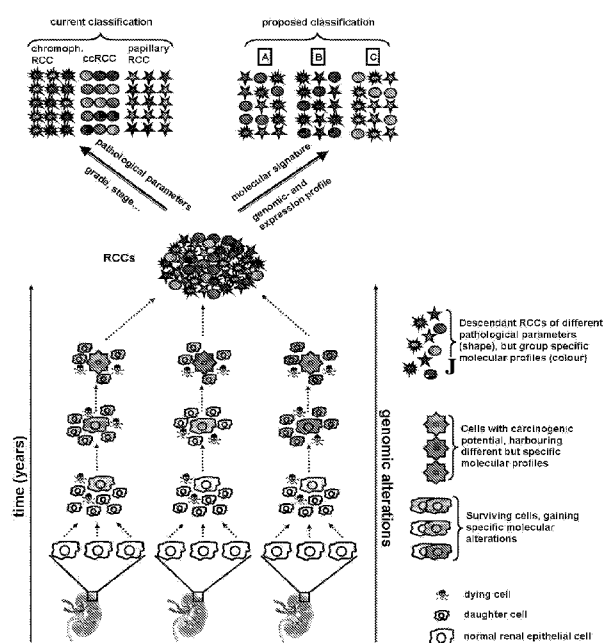 current classification
proposed classification
chromoph. RCC
ccRCC
papillary RCC
A
B
C
pathological parameters
grade, stage...
molecular signature
genomic- and
expression profile
RCCs
time (years)
genomic alterations
Descendant RCCs of different
pathological parameters
(shape), but group specific
molecular profiles (colour)
Cells with carcinogenic
potential, harbouring
different but specific
molecular profiles
Surviving cells, gaining
specific molecular
alterations
dying cell
daughter cell
normal renal epithelial cell